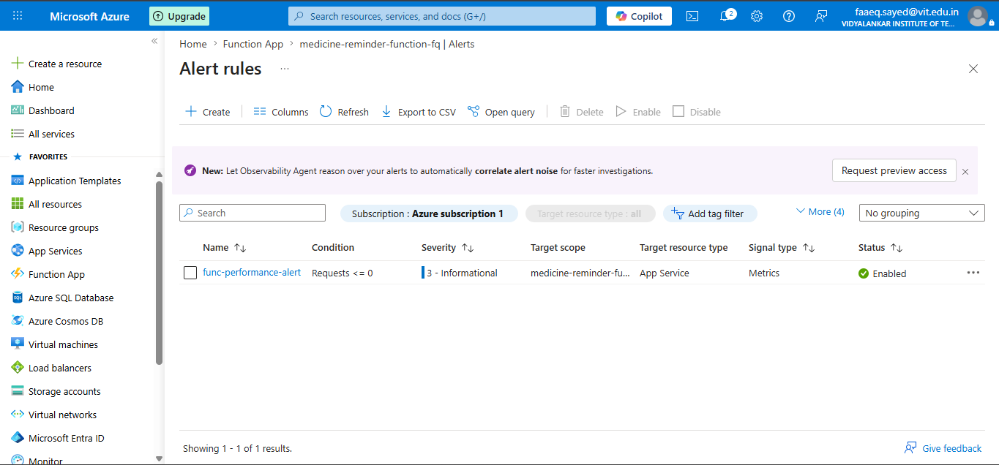 Microsoft Azure
Upgrade
Search resources, services, and docs (G+/)
Copilot
2
faaeq.sayed@vit.edu.in
VIDYALANKAR INSTITUTE OF TE...
«
Create a resource
Home
Dashboard
All services
FAVORITES
Application Templates
All resources
Resource groups
App Services
Function App
Azure SQL Database
Azure Cosmos DB
Virtual machines
Load balancers
Storage accounts
Virtual networks
Microsoft Entra ID
Monitor
Home > Function App > medicine-reminder-function-fq | Alerts
Alert rules ...
Create
Columns
Refresh
Export to CSV
Open query
Delete
Enable
Disable
New: Let Observability Agent reason over your alerts to automatically correlate alert noise for faster investigations.
Request preview access
Search
Subscription : Azure subscription 1
Target resource type : all
Add tag filter
More (4)
No grouping
Name ↑↓ Condition Severity ↑↓ Target scope Target resource type Signal type ↑↓ Status ↑↓
func-performance-alert Requests <= 0 3 - Informational medicine-reminder-fu... App Service Metrics Enabled ...
Showing 1 - 1 of 1 results.
Give feedback